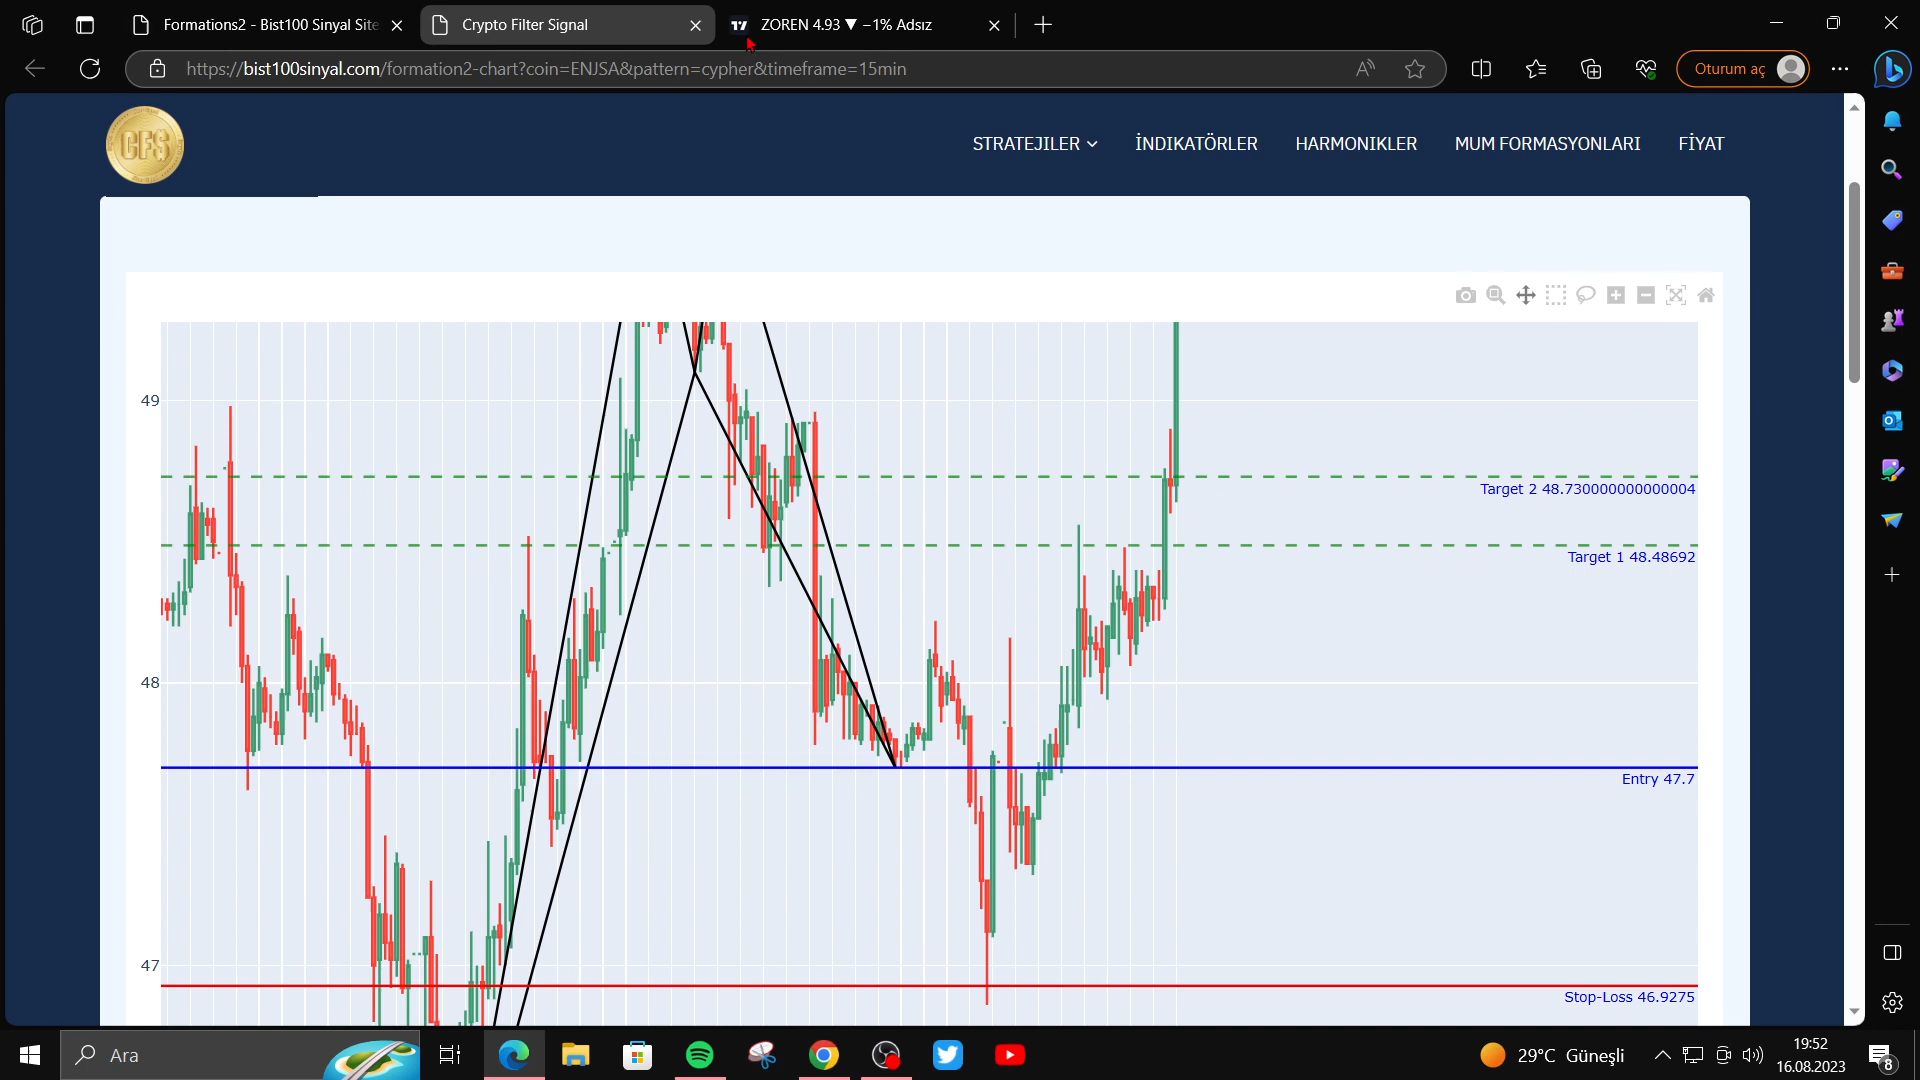 Formations2 - Bist100 Sinyal Site
Crypto Filter Signal
ZOREN 4.93 ▼ −1% Adsız
https://bist100sinyal.com/formation2-chart?coin=ENJSA&pattern=cypher&timeframe=15min
Oturum aç
CFS
STRATEJILER
İNDIKATÖRLER
HARMONIKLER
MUM FORMASYONLARI
FİYAT
49
Target 2 48.730000000000004
Target 1 48.48692
48
Entry 47.7
47
Stop-Loss 46.9275
Ara
29°C Güneşli
19:52
16.08.2023
8